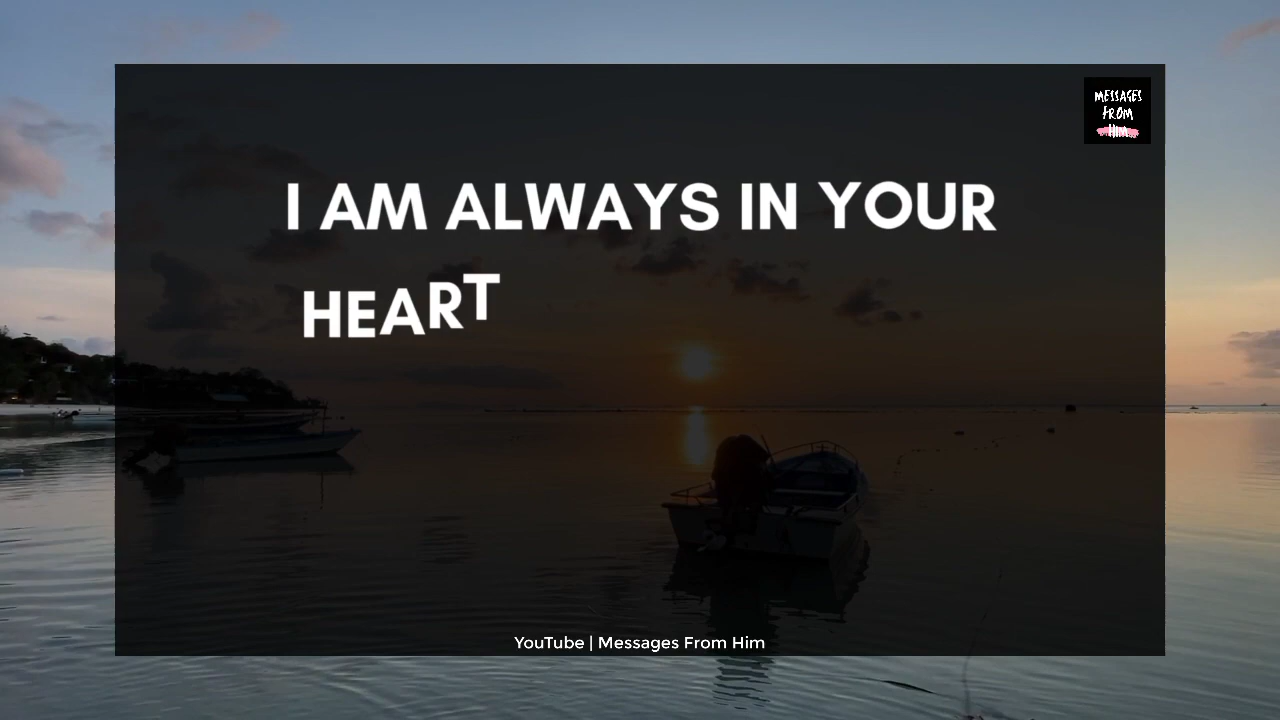 MESSAGES
FROM
HIM
I AM ALWAYS IN YOUR
HEART
YouTube | Messages From Him